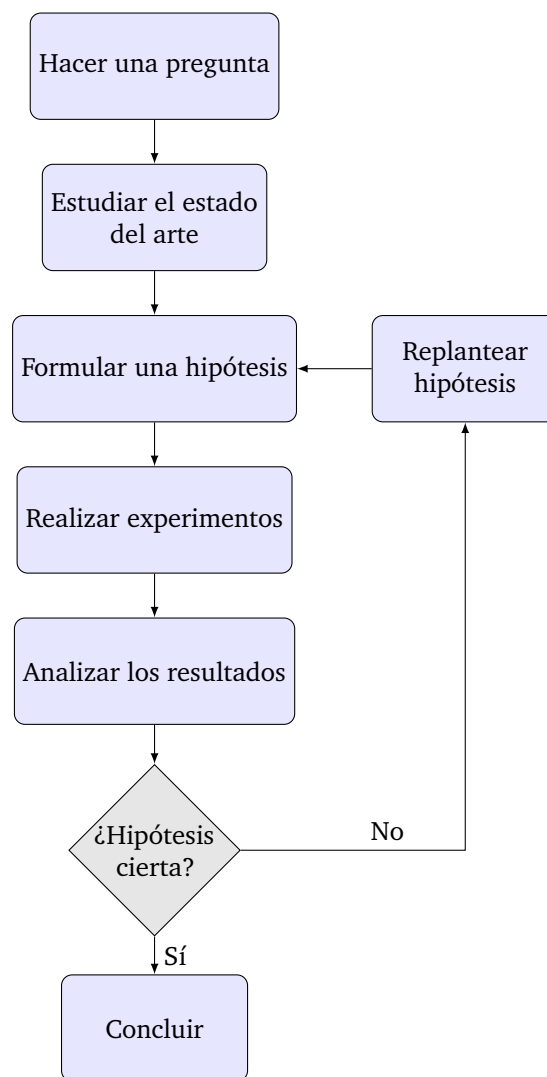 Hacer una pregunta
Estudiar el estado
del arte
Formular una hipótesis
Replantear
hipótesis
Realizar experimentos
Analizar los resultados
¿Hipótesis
cierta?
No
Sí
Concluir